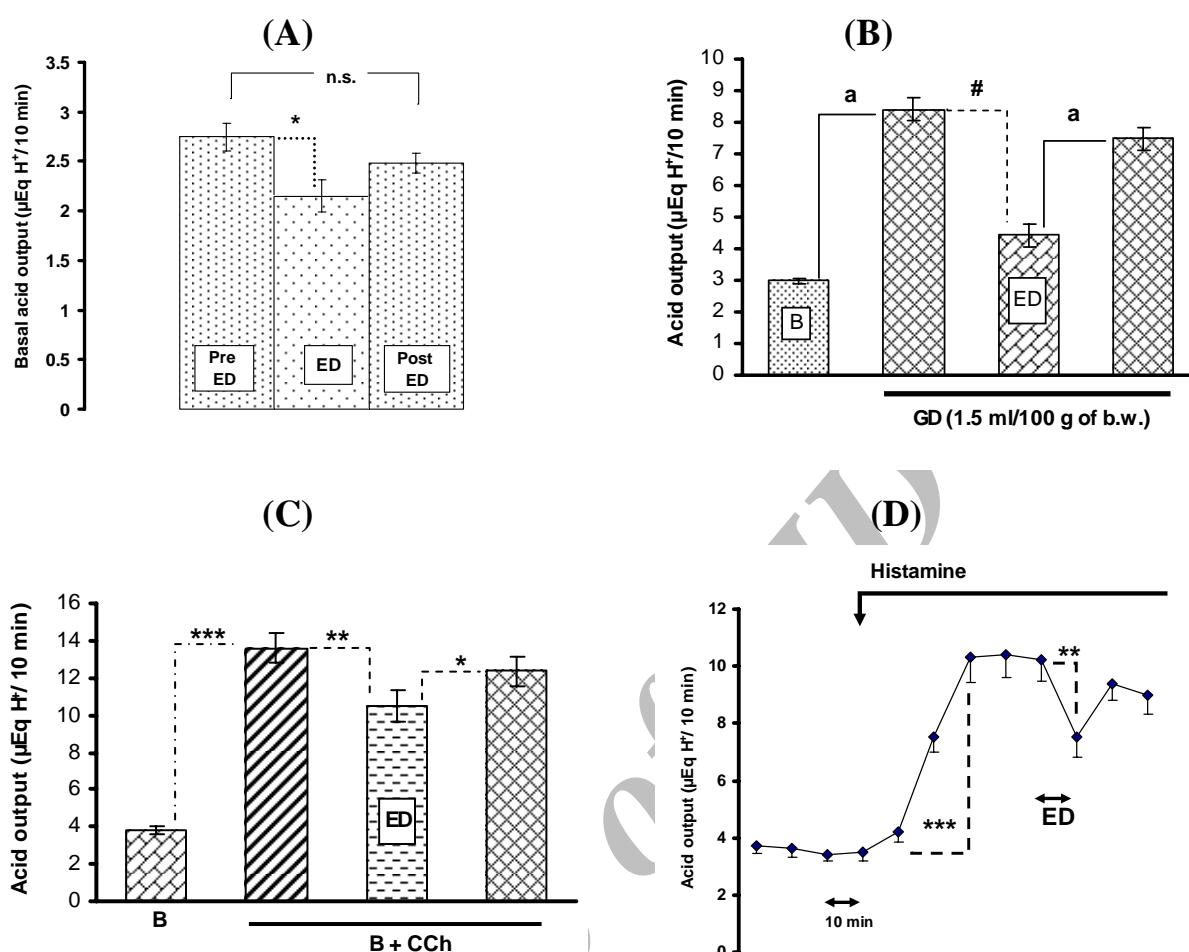 (A)
3.5
3
2.5
2
1.5
1
0.5
0
Basal acid output (µEq H⁺/ 10 min)
n.s.
*
Pre
ED
ED
Post
ED
(B)
10
9
8
7
6
5
4
3
2
1
0
Acid output (µEq H⁺/10 min)
a
#
a
B
ED
GD (1.5 ml/100 g of b.w.)
(C)
16
14
12
10
8
6
4
2
0
Acid output (µEq H⁺/ 10 min)
***
**
*
ED
B
B + CCh
(D)
Histamine
12
10
8
6
4
2
0
Acid output (µEq H⁺/ 10 min)
**
***
ED
10 min